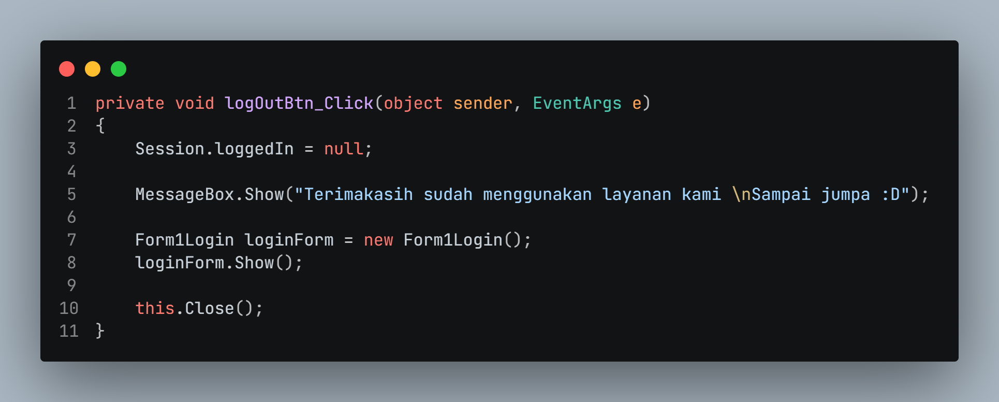 1 private void logOutBtn_Click(object sender, EventArgs e)
2 {
3     Session.loggedIn = null;
4
5     MessageBox.Show("Terimakasih sudah menggunakan layanan kami \nSampai jumpa :D");
6
7     Form1Login loginForm = new Form1Login();
8     loginForm.Show();
9
10     this.Close();
11 }